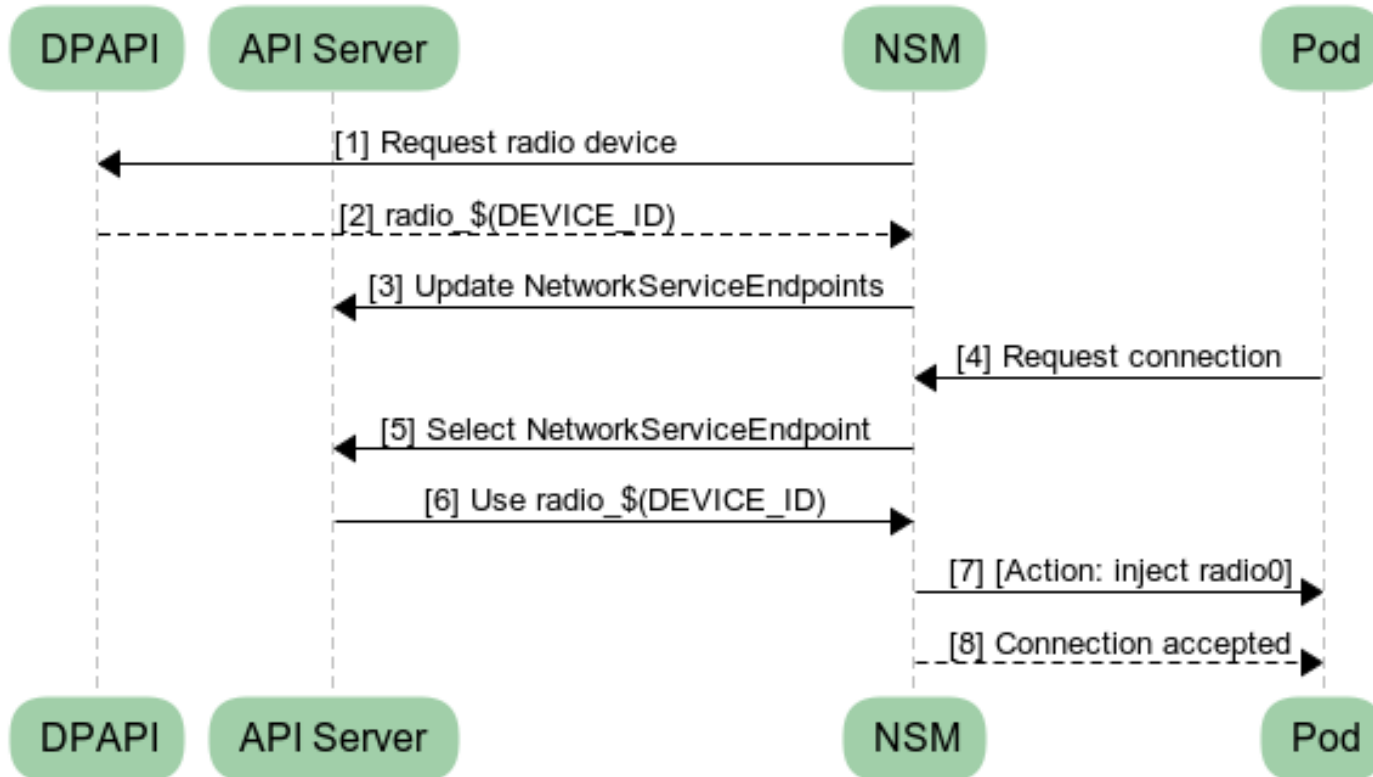 DPAPI API Server NSM Pod
[1] Request radio device
[2] radio_$(DEVICE_ID)
[3] Update NetworkServiceEndpoints
[4] Request connection
[5] Select NetworkServiceEndpoint
[6] Use radio_$(DEVICE_ID)
[7] [Action: inject radio0]
[8] Connection accepted
DPAPI API Server NSM Pod